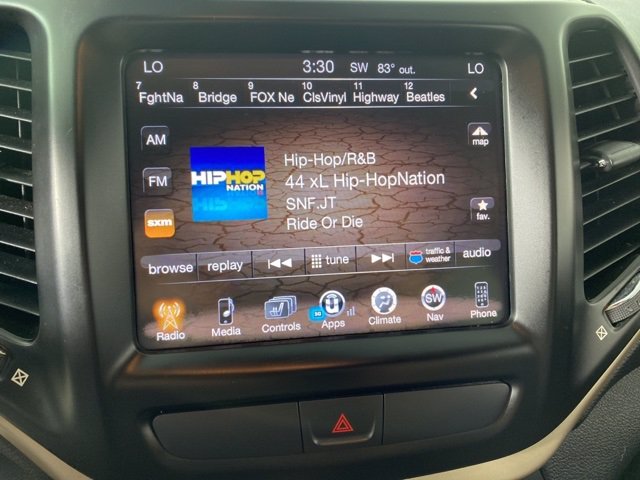 LO 3:30 SW 83° out. LO
7 FghtNa 8 Bridge 9 FOX Ne 10 ClsVinyl 11 Highway 12 Beatles
AM
map
HIPHOP
NATION
Hip-Hop/R&B
44 xL Hip-HopNation
FM
SNF.JT
fav.
sxm
Ride Or Die
browse replay tune traffic & weather audio
Radio Media Controls Apps Climate SW Nav Phone